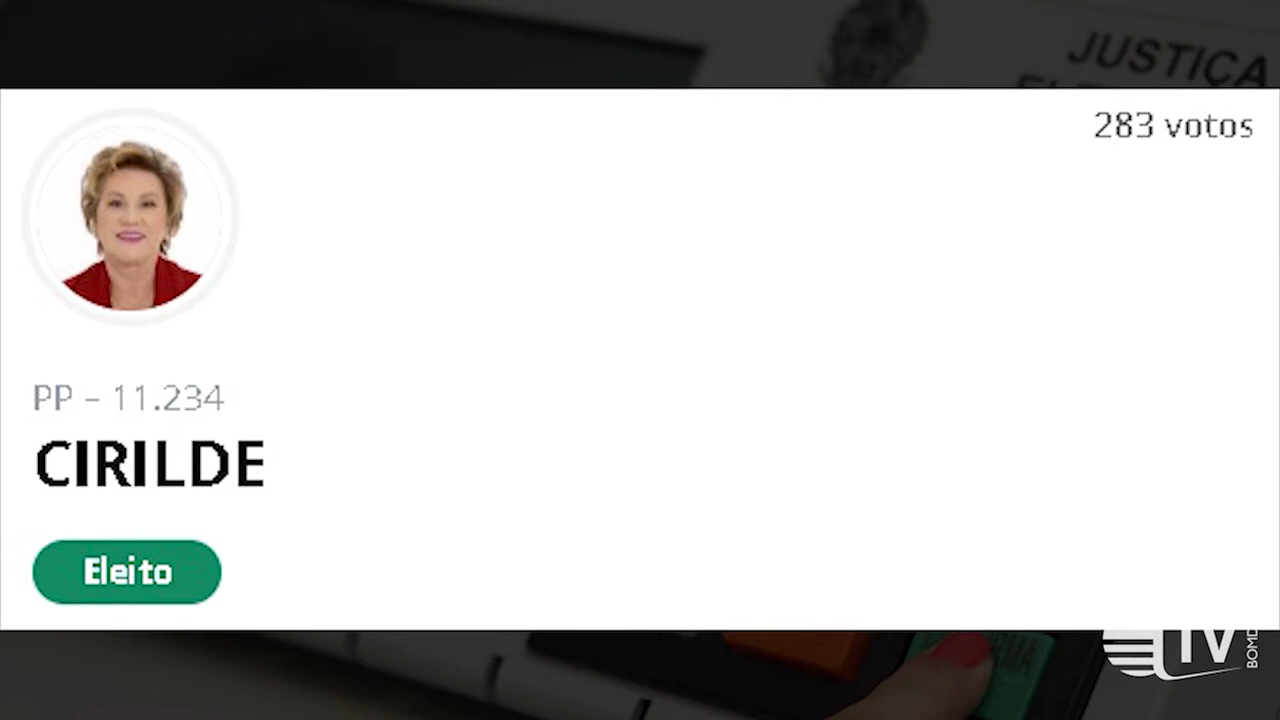 JUSTIÇA
283 votos
PP – 11.234
CIRILDE
Eleito
TV